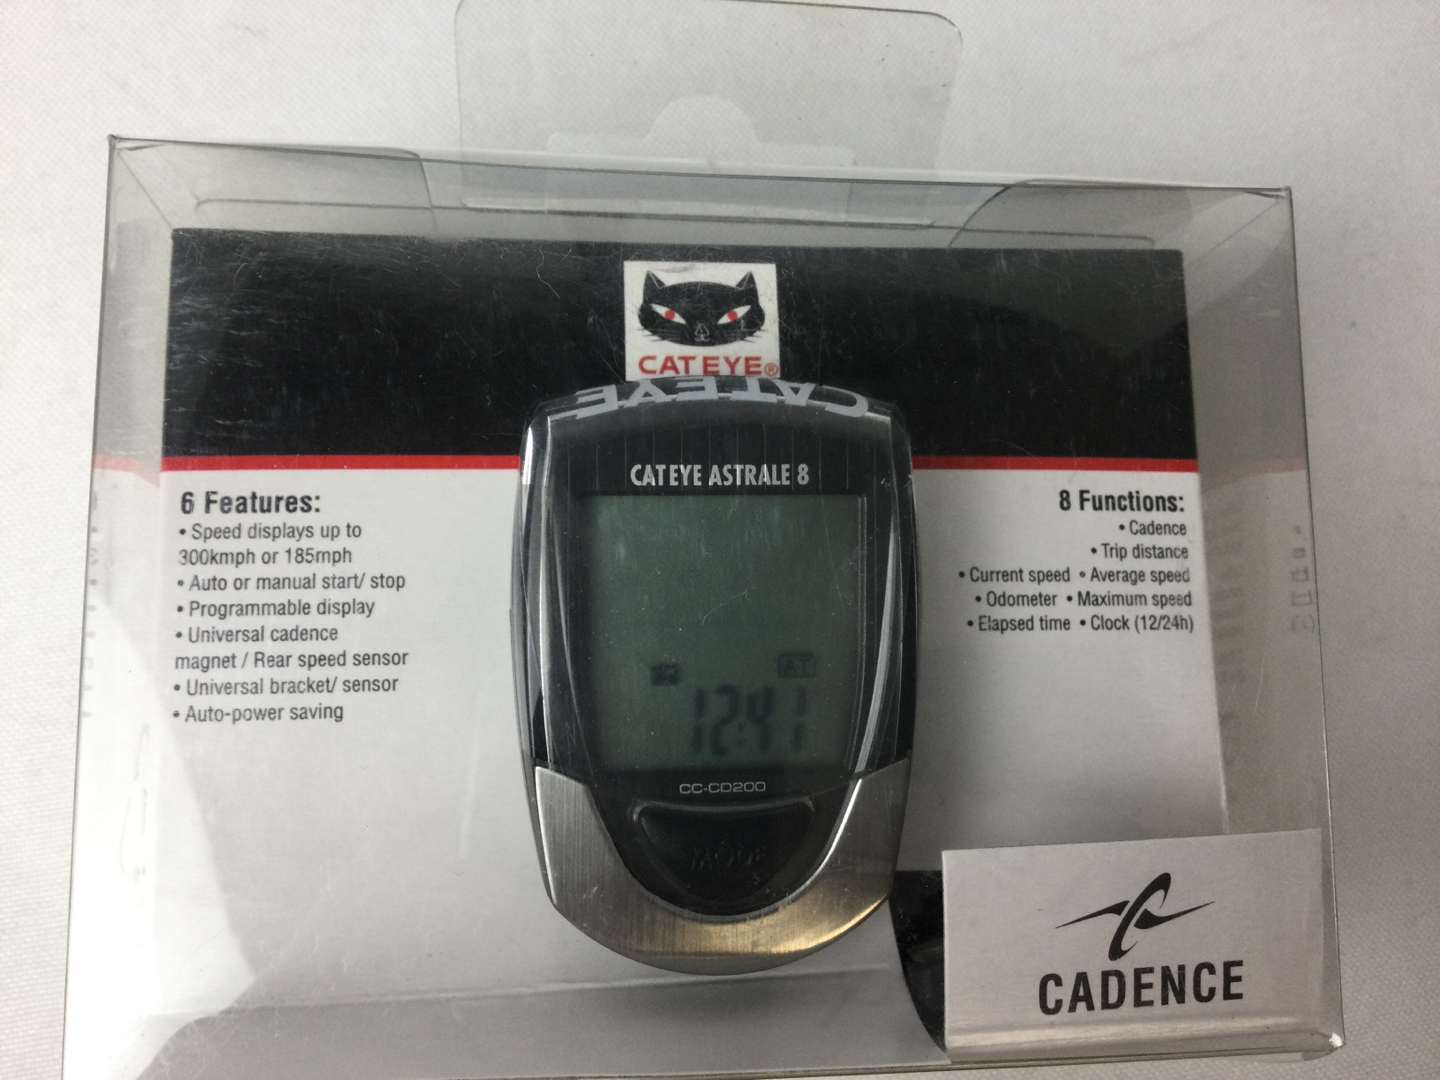 CATEYE®
CATEYE
CATEYE ASTRALE 8
6 Features:
• Speed displays up to
300kmph or 185mph
• Auto or manual start/ stop
• Programmable display
• Universal cadence
magnet / Rear speed sensor
• Universal bracket/ sensor
• Auto-power saving
8 Functions:
• Cadence
• Trip distance
• Current speed • Average speed
• Odometer • Maximum speed
• Elapsed time • Clock (12/24h)
AT
12:41
CC-CD200
MODE
CADENCE